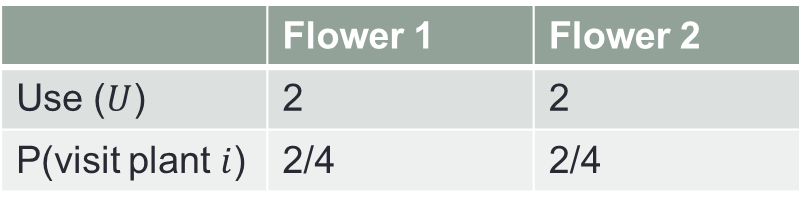 Flower 1 Flower 2
Use (U) 2 2
P(visit plant i) 2/4 2/4